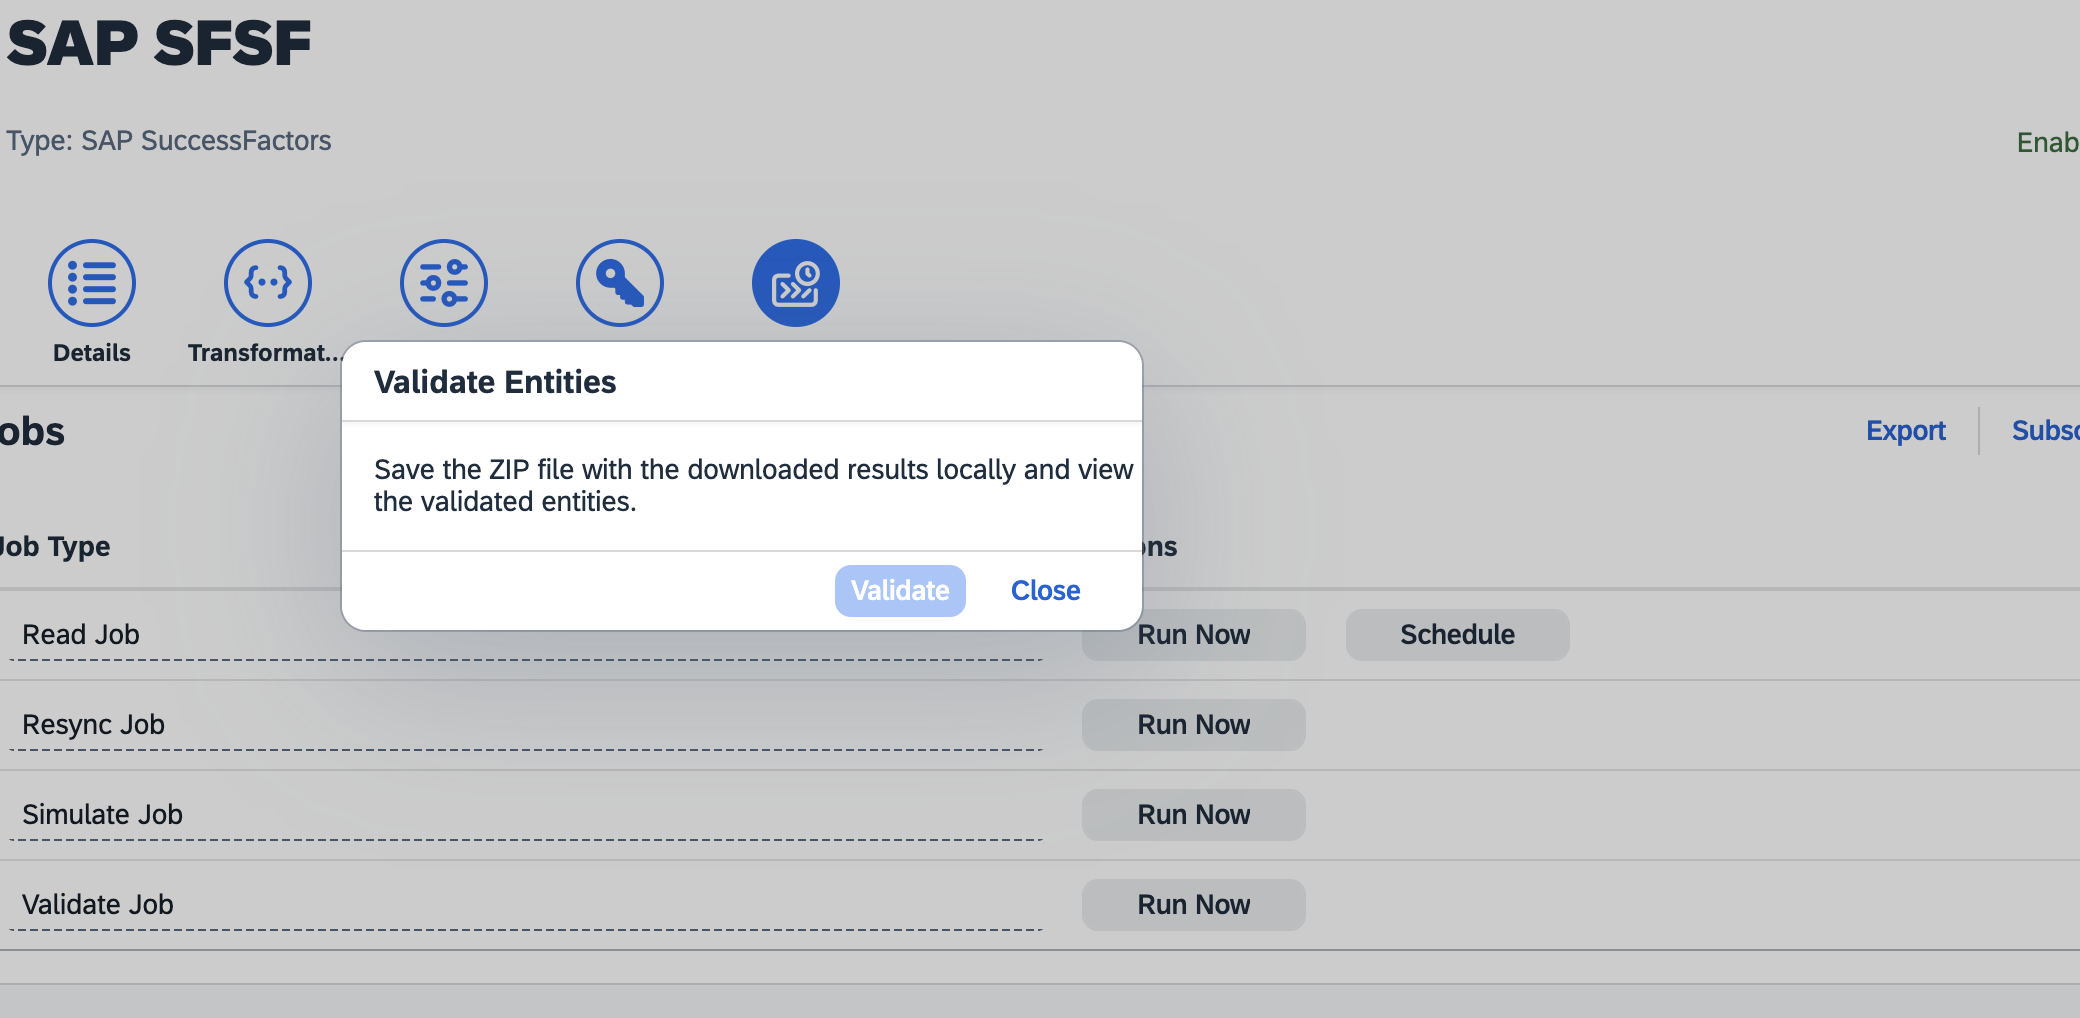 SAP SFSF
Type: SAP SuccessFactors
Enab
Details
Transformat...
Validate Entities
Save the ZIP file with the downloaded results locally and view
the validated entities.
Validate
Close
obs
Export
Subsc
Job Type
ons
Read Job
Run Now
Schedule
Resync Job
Run Now
Simulate Job
Run Now
Validate Job
Run Now